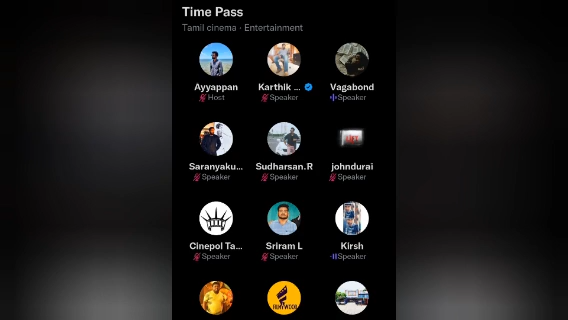 Time Pass
Tamil cinema · Entertainment
Ayyappan
Karthik ...
Vagabond
Host
Speaker
Speaker
Saranyaku...
Sudharsan.R
johndurai
Speaker
Speaker
Speaker
Cinepol Ta...
Sriram L
Kirsh
Speaker
Speaker
Speaker